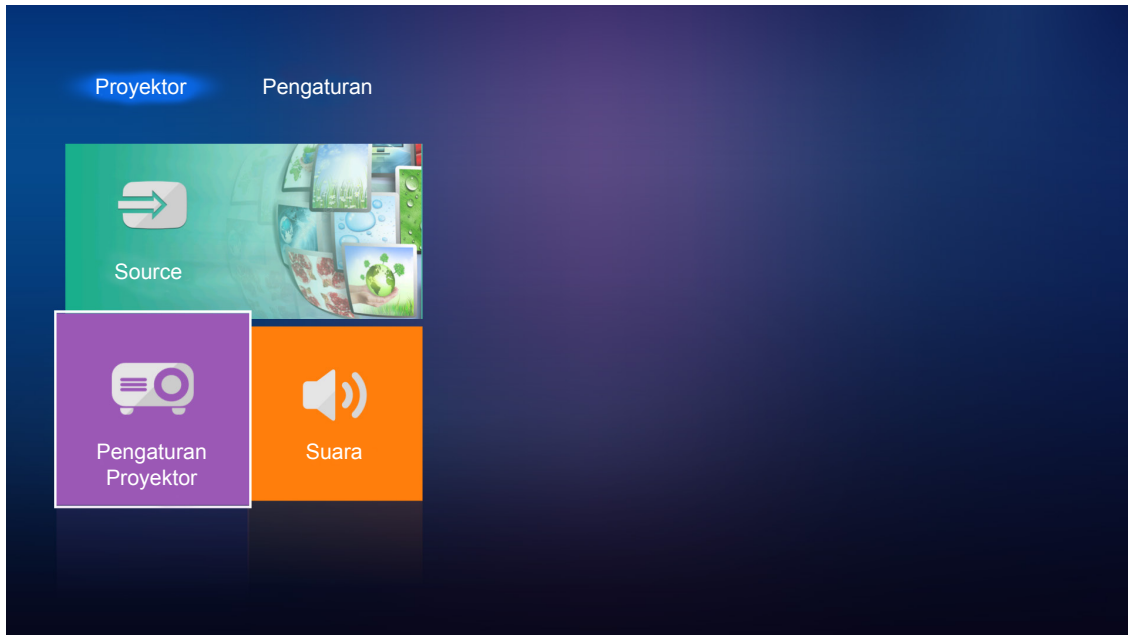 Proyektor
Pengaturan
Source
Pengaturan
Proyektor
Suara